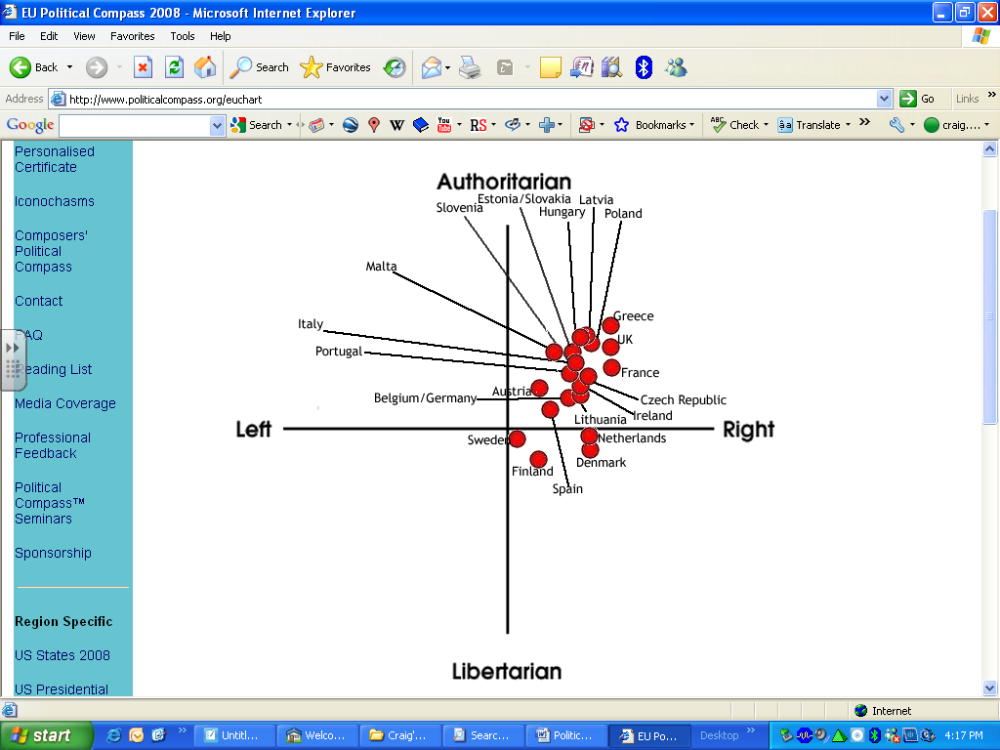 EU Political Compass 2008 - Microsoft Internet Explorer
File Edit View Favorites Tools Help
Back Search Favorites
Address http://www.politicalcompass.org/euchart Go Links »
Google Search RS Bookmarks Check Translate » craig....
Personalised
Certificate
Iconochasms
Composers'
Political
Compass
Contact
FAQ
Reading List
Media Coverage
Professional
Feedback
Political
Compass™
Seminars
Sponsorship
Region Specific
US States 2008
US Presidential
Authoritarian
Estonia/Slovakia Latvia
Slovenia Hungary Poland
Malta
Italy
Portugal
Greece
UK
France
Austria
Belgium/Germany
Czech Republic
Ireland
Lithuania
Left
Right
Sweden
Netherlands
Finland
Denmark
Spain
Libertarian
Internet
start Untitl... Welco... Craig'... Searc... Politic... EU Po... Desktop » 4:17 PM